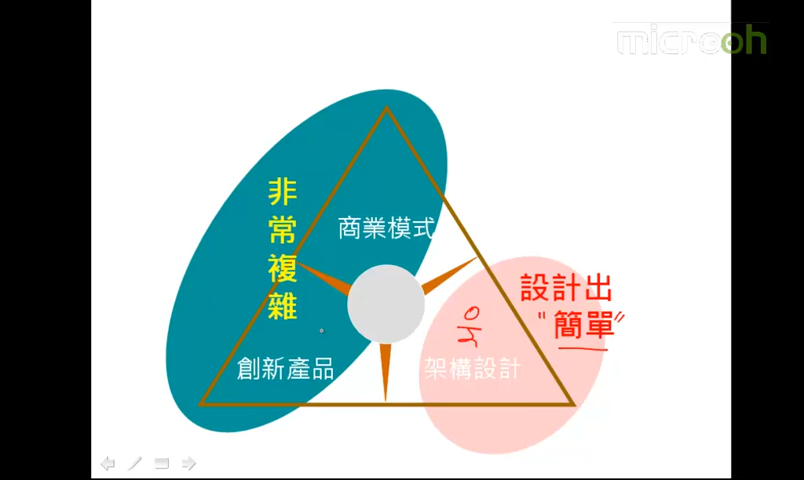 microoh
非常複雜
商業模式
設計出
"簡單"
創新產品
架構設計